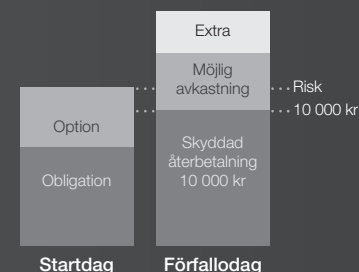 Extra
Möjlig
avkastning
Risk
10 000 kr
Option
Skyddad
återbetalning
10 000 kr
Obligation
Startdag
Förfallodag